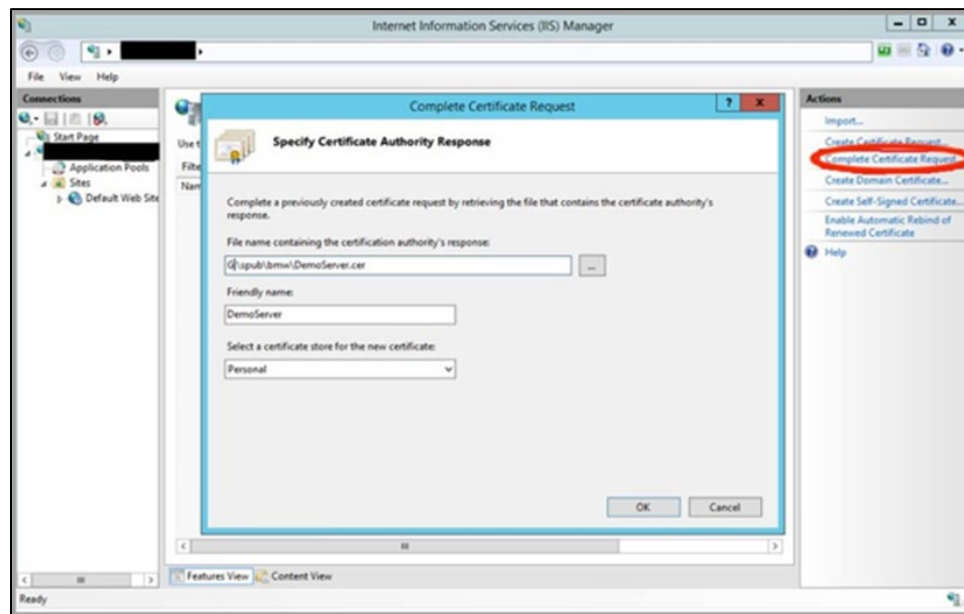 Internet Information Services (IIS) Manager
File View Help
Connections
Start Page
Application Pools
Sites
Default Web Site
Use t
Filte
Nam
Complete Certificate Request
?
x
Specify Certificate Authority Response
Complete a previously created certificate request by retrieving the file that contains the certificate authority's
response.
File name containing the certification authority's response:
G:\spub\bmw\DemoServer.cer
...
Friendly name:
DemoServer
Select a certificate store for the new certificate:
Personal
OK Cancel
Features View Content View
Actions
Import...
Create Certificate Request...
Complete Certificate Request...
Create Domain Certificate...
Create Self-Signed Certificate...
Enable Automatic Rebind of
Renewed Certificate
Help
Ready